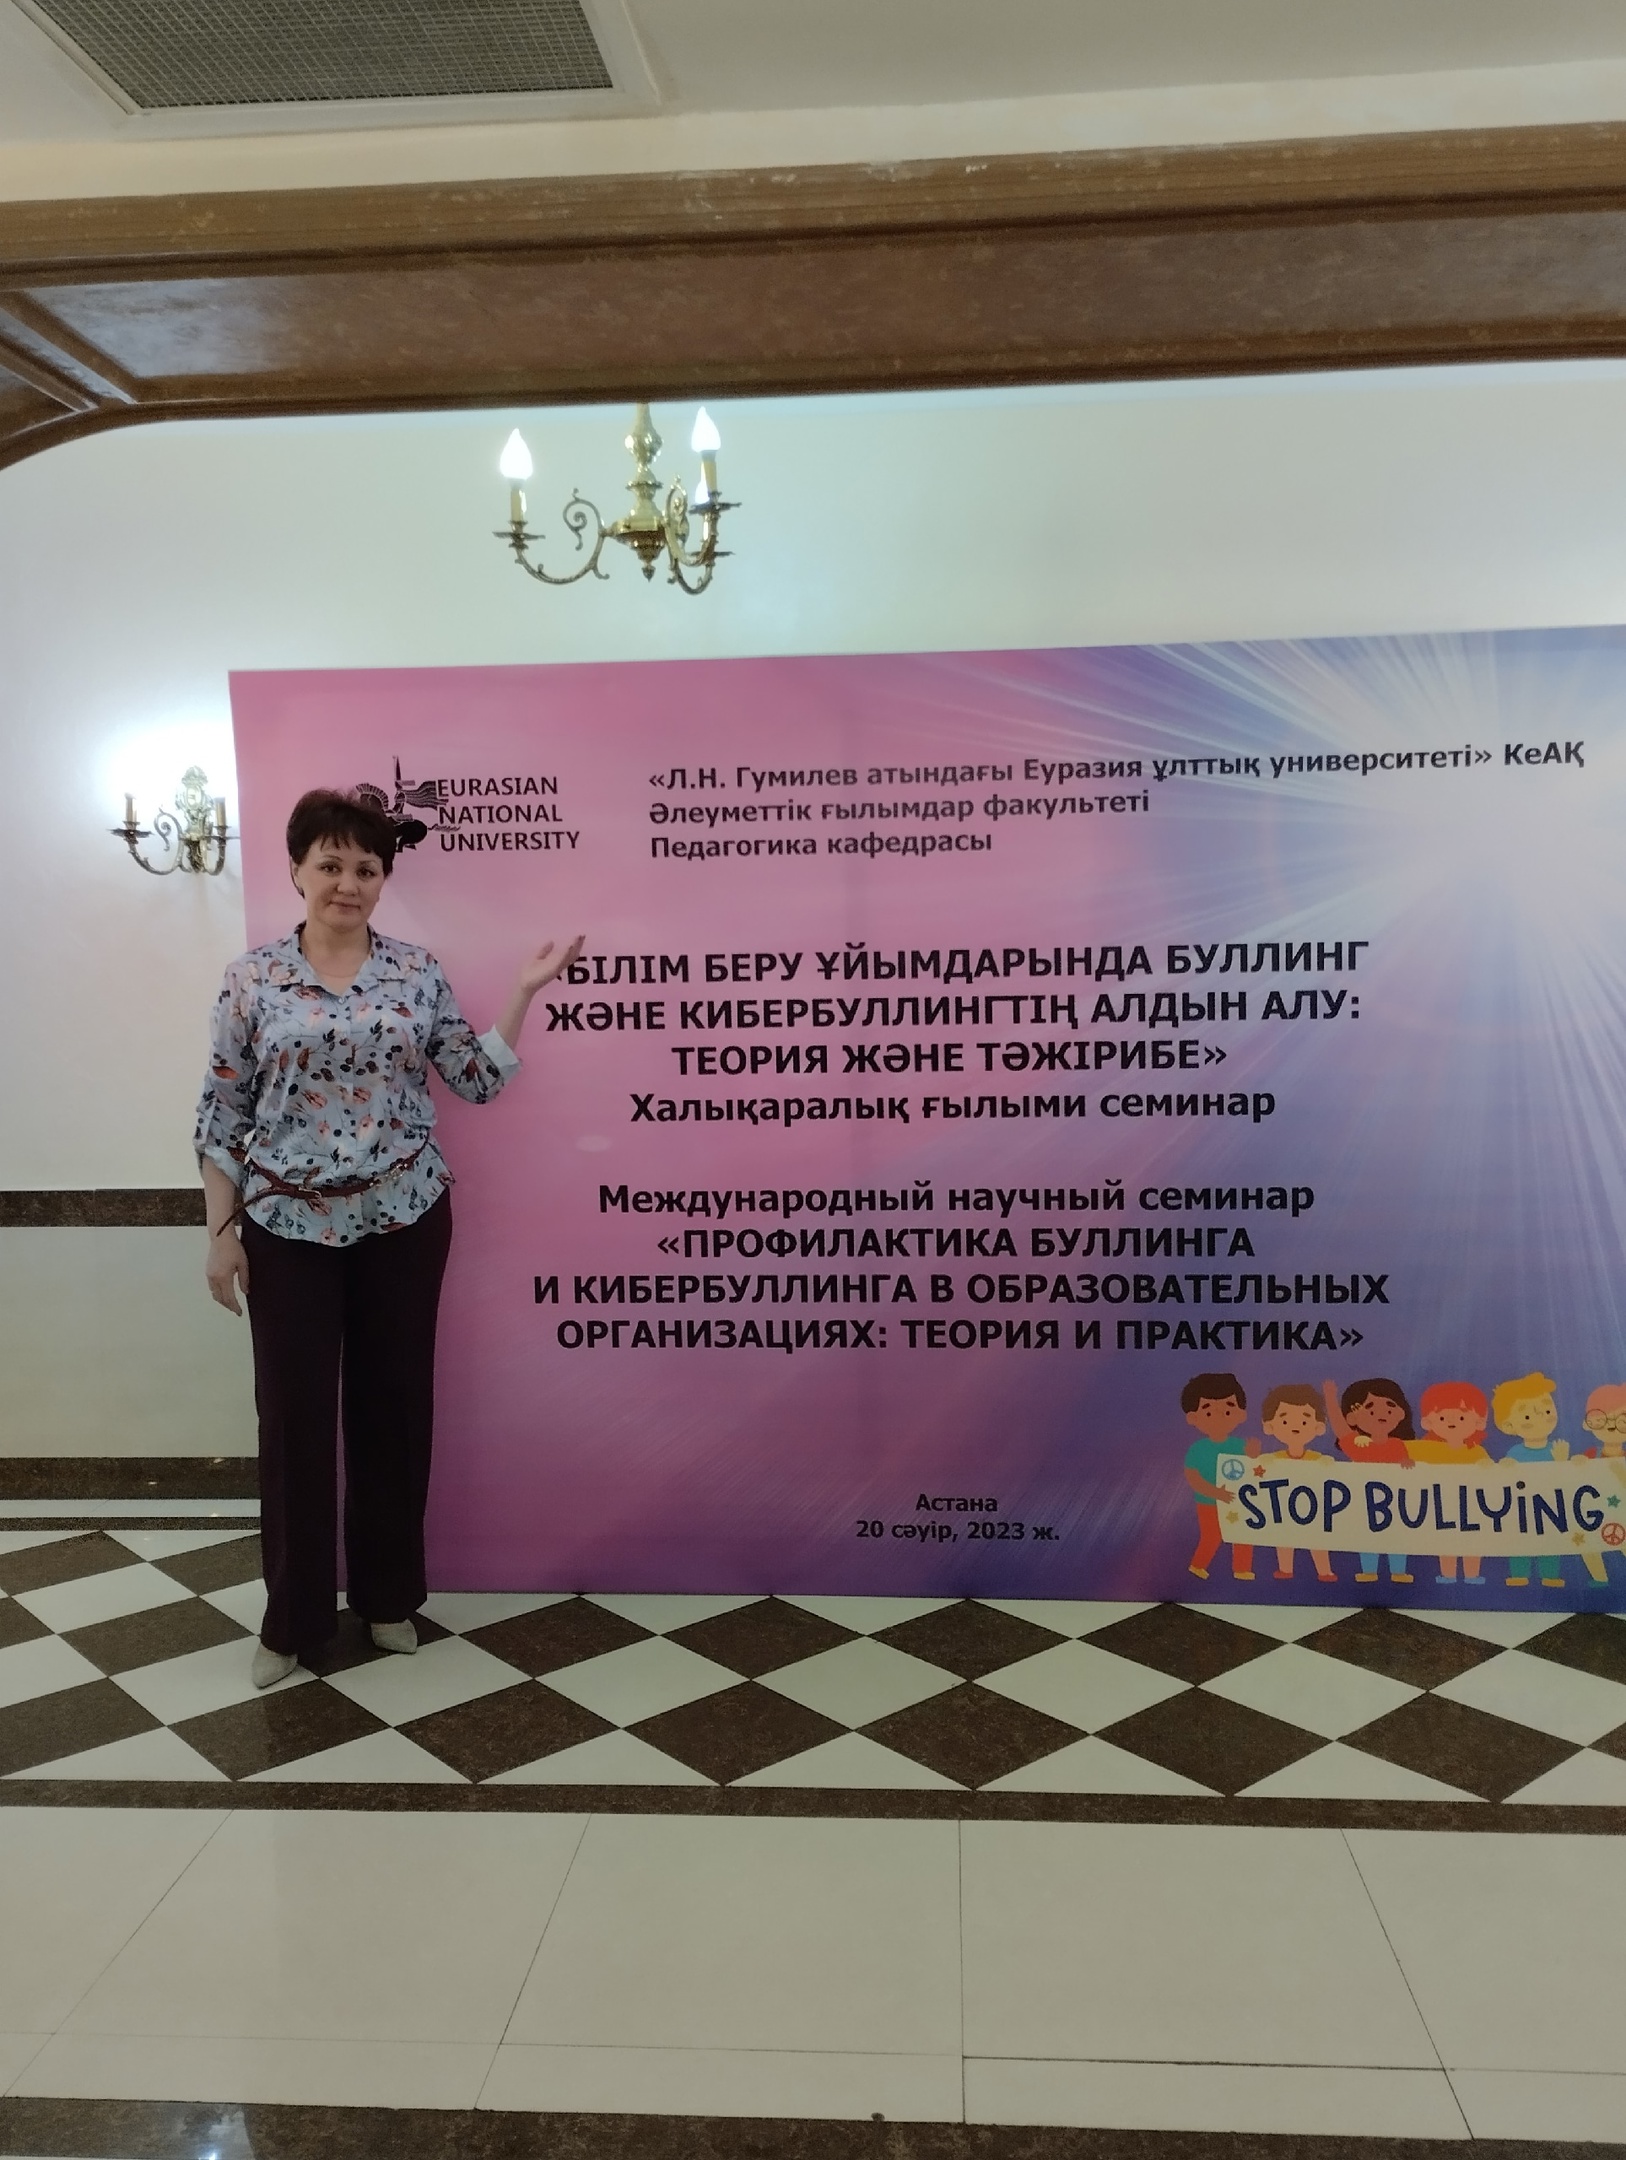 EURASIAN
NATIONAL
UNIVERSITY
«Л.Н. Гумилев атындағы Еуразия ұлттық университеті» КеАҚ
Әлеуметтік ғылымдар факультеті
Педагогика кафедрасы
«БІЛІМ БЕРУ ҰЙЫМДАРЫНДА БУЛЛИНГ
ЖӘНЕ КИБЕРБУЛЛИНГТІҢ АЛДЫН АЛУ:
ТЕОРИЯ ЖӘНЕ ТӘЖІРИБЕ»
Халықаралық ғылыми семинар
Международный научный семинар
«ПРОФИЛАКТИКА БУЛЛИНГА
И КИБЕРБУЛЛИНГА В ОБРАЗОВАТЕЛЬНЫХ
ОРГАНИЗАЦИЯХ: ТЕОРИЯ И ПРАКТИКА»
Астана
20 сәуір, 2023 ж.
STOP BULLYiNG